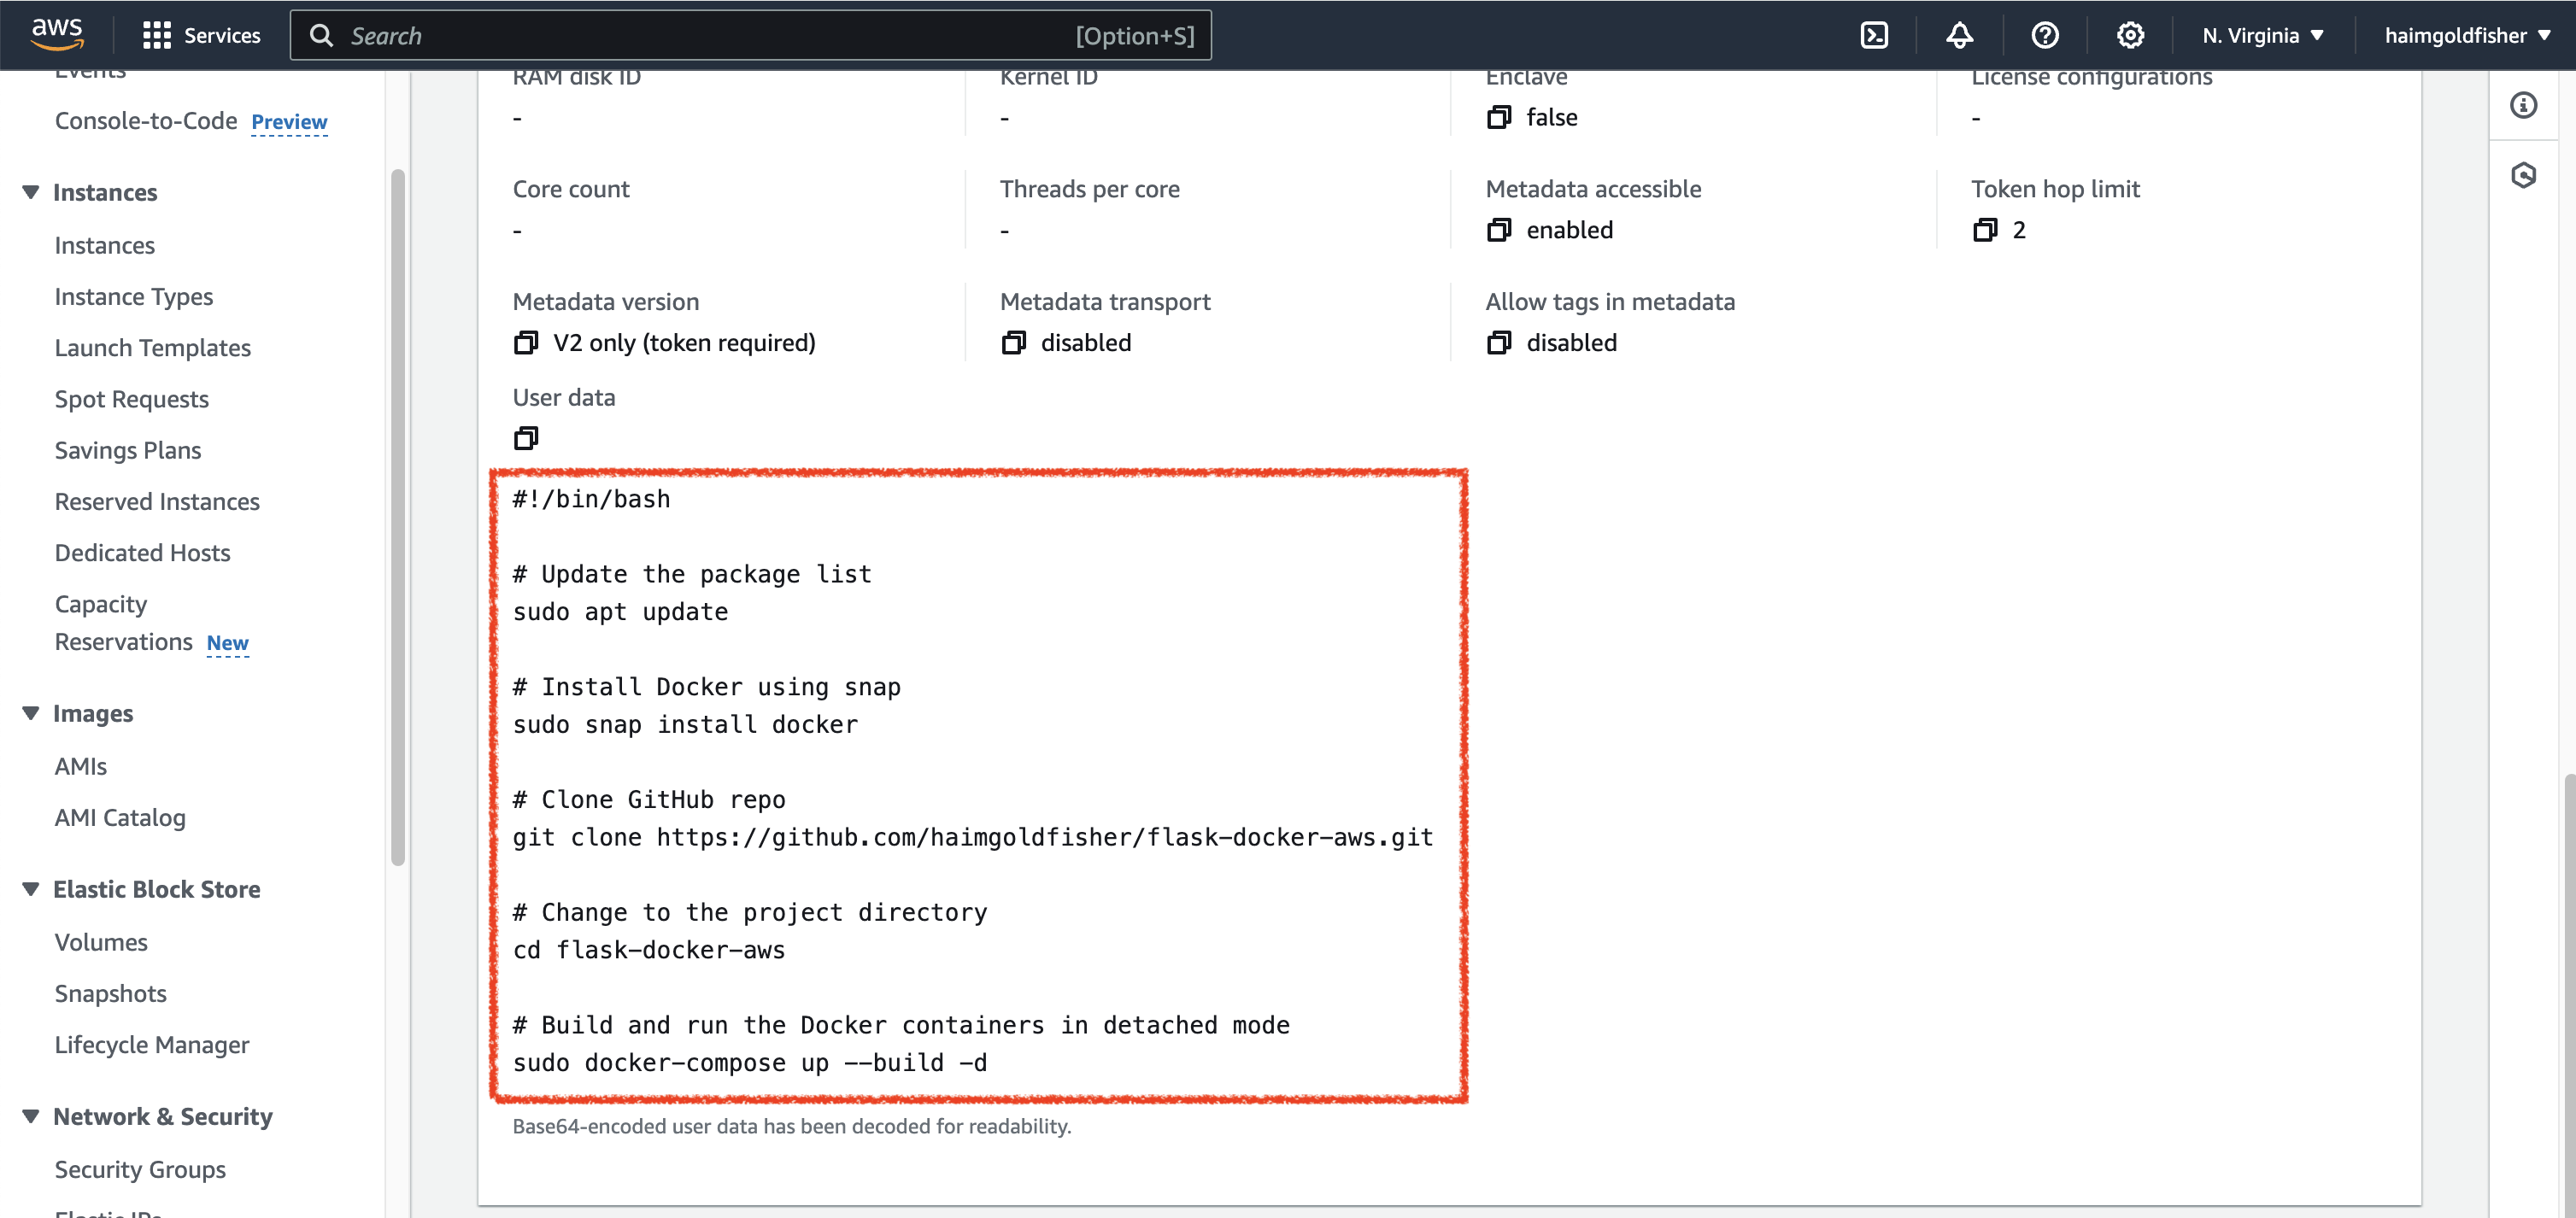 aws
Services
Search
[Option+S]
N. Virginia
haimgoldfisher
Events
Console-to-Code Preview
Instances
Instances
Instance Types
Launch Templates
Spot Requests
Savings Plans
Reserved Instances
Dedicated Hosts
Capacity
Reservations New
Images
AMIs
AMI Catalog
Elastic Block Store
Volumes
Snapshots
Lifecycle Manager
Network & Security
Security Groups
Elastic IPs
RAM disk ID
-
Kernel ID
-
Enclave
false
License configurations
-
Core count
-
Threads per core
-
Metadata accessible
enabled
Token hop limit
2
Metadata version
V2 only (token required)
Metadata transport
disabled
Allow tags in metadata
disabled
User data
#!/bin/bash
# Update the package list
sudo apt update
# Install Docker using snap
sudo snap install docker
# Clone GitHub repo
git clone https://github.com/haimgoldfisher/flask-docker-aws.git
# Change to the project directory
cd flask-docker-aws
# Build and run the Docker containers in detached mode
sudo docker-compose up --build -d
Base64-encoded user data has been decoded for readability.